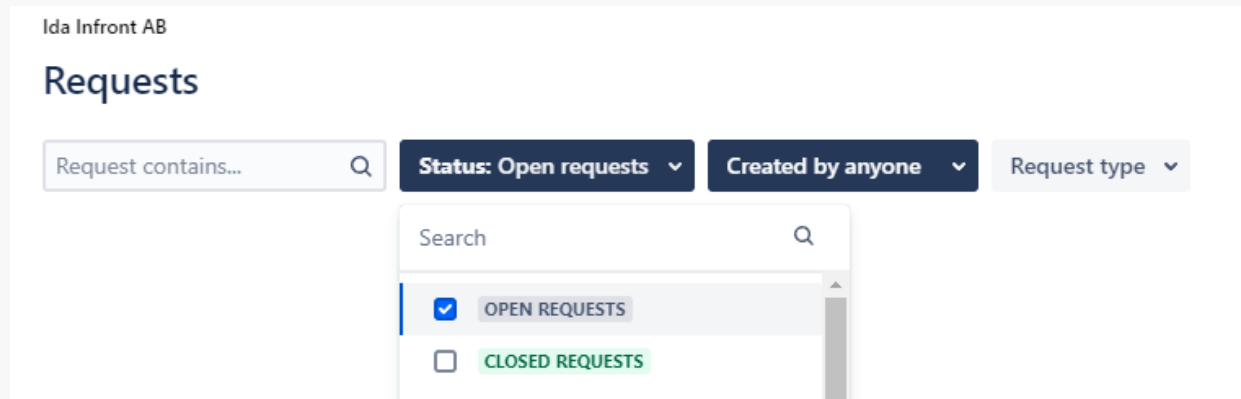 Ida Infront AB
Requests
Request contains... Status: Open requests Created by anyone Request type
Search
OPEN REQUESTS
CLOSED REQUESTS